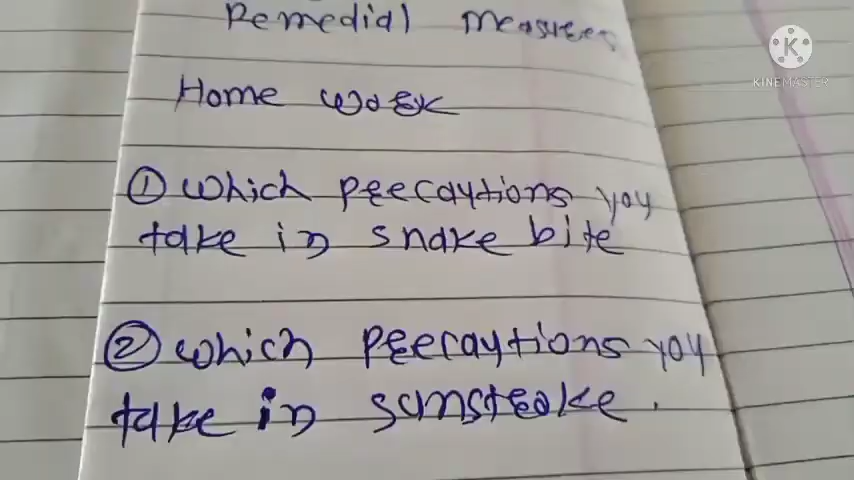 Remedial measures
K
KINEMASTER
Home work
① which precautions you
take in snake bite
② which precautions you
take in sunstroke.